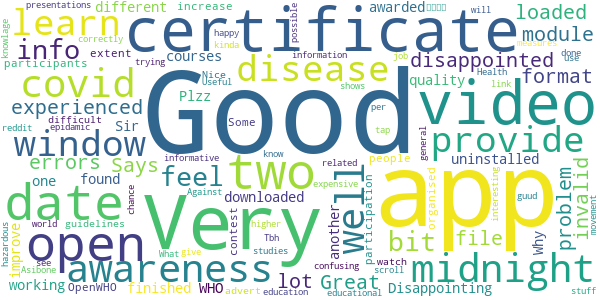 presentations different increase awarded possible will
knowlage correctly kinda happy loaded
learn certificate
info extent courses Information job done use measures
participants trying Nice Useful module
covid disease disappointed
experienced Plzz shows quality format
difficult Sir Some Health link
reddit epidemic Good per tap video
window know general provide
errors Says two people uninstalled
informative related organised interesting
one found feel Against expensive well participation invalid
date downloaded app guud problem
chance Very another Why stuff movement
improve guidelines contest bit file
hazardous world open What give higher watch
see Tbh studies confusing scroll
Asibone awareness Great midnight
working OpenWHO finished WHO lot education Disappointing
advert educational